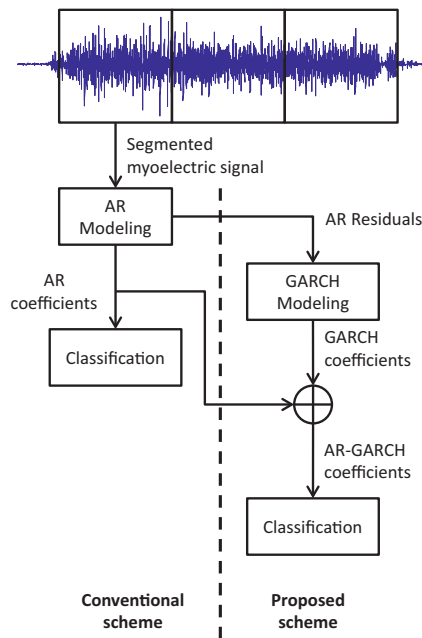 Segmented
myoelectric signal
AR
Modeling
AR Residuals
AR
coefficients
GARCH
Modeling
Classification
GARCH
coefficients
AR-GARCH
coefficients
Classification
Conventional
scheme
Proposed
scheme